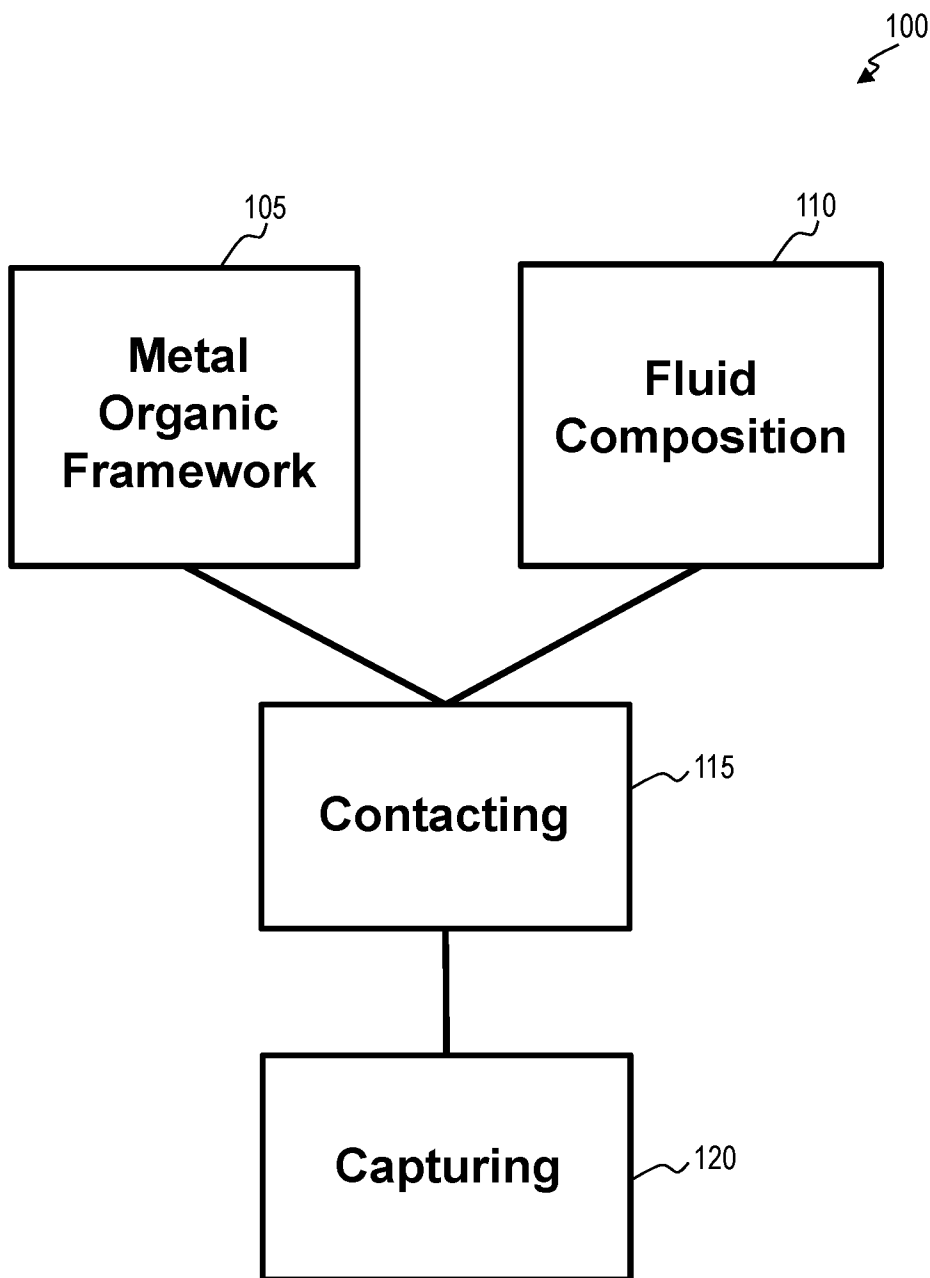 100
105
110
Metal
Organic
Framework
Fluid
Composition
Contacting
115
Capturing
120